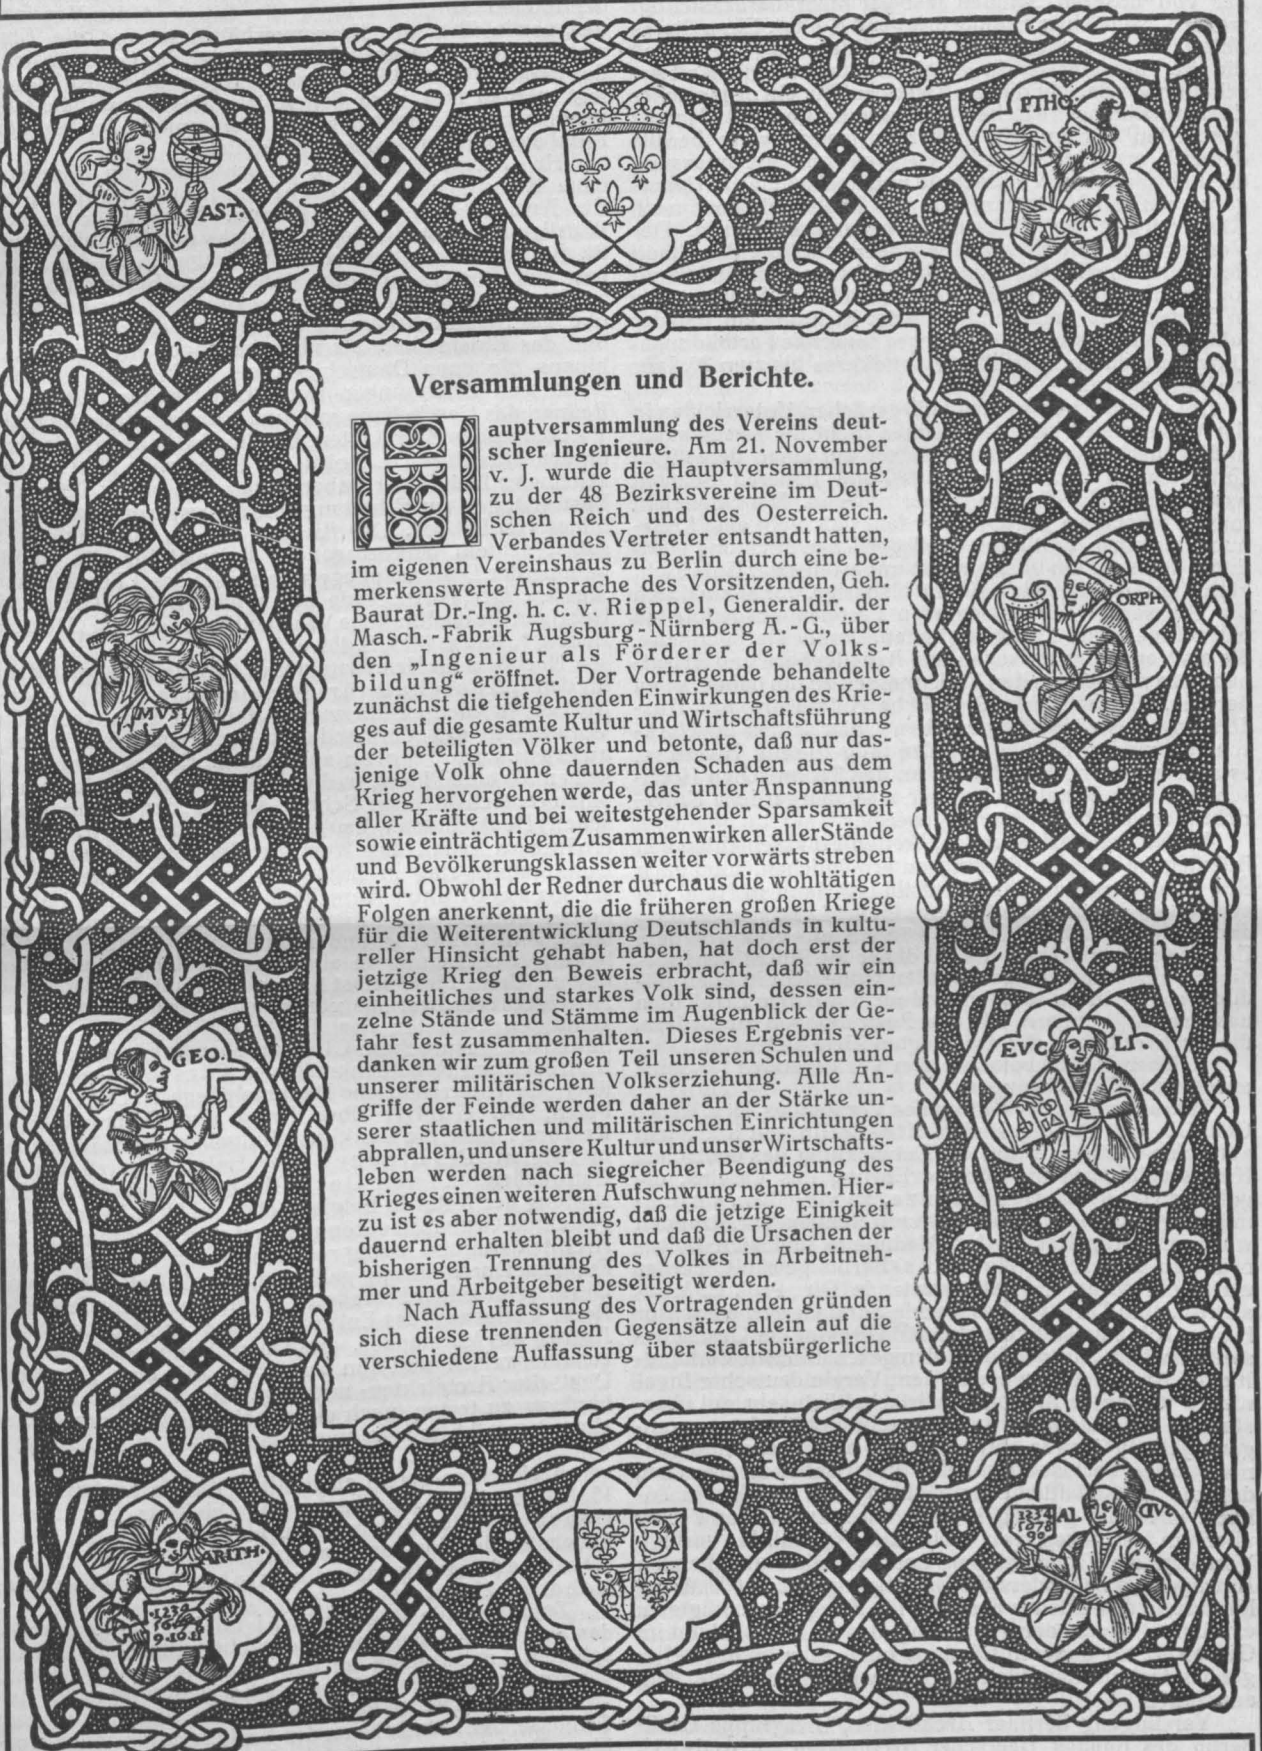 PTHO.
AST.
Versammlungen und Berichte.
Hauptversammlung des Vereins deut-
scher Ingenieure. Am 21. November
v. J. wurde die Hauptversammlung,
zu der 48 Bezirksvereine im Deut-
schen Reich und des Oesterreich.
Verbandes Vertreter entsandt hatten,
im eigenen Vereinshaus zu Berlin durch eine be-
merkenswerte Ansprache des Vorsitzenden, Geh.
Baurat Dr.-Ing. h. c. v. Rieppel, Generaldir. der
Masch.-Fabrik Augsburg-Nürnberg A.-G., über
den „Ingenieur als Förderer der Volks-
bildung“ eröffnet. Der Vortragende behandelte
zunächst die tiefgehenden Einwirkungen des Krie-
ges auf die gesamte Kultur und Wirtschaftsführung
der beteiligten Völker und betonte, daß nur das-
jenige Volk ohne dauernden Schaden aus dem
Krieg hervorgehen werde, das unter Anspannung
aller Kräfte und bei weitestgehender Sparsamkeit
sowie einträchtigem Zusammenwirken aller Stände
und Bevölkerungsklassen weiter vorwärts streben
wird. Obwohl der Redner durchaus die wohltätigen
Folgen anerkennt, die die früheren großen Kriege
für die Weiterentwicklung Deutschlands in kultu-
reller Hinsicht gehabt haben, hat doch erst der
jetzige Krieg den Beweis erbracht, daß wir ein
einheitliches und starkes Volk sind, dessen ein-
zelne Stände und Stämme im Augenblick der Ge-
fahr fest zusammenhalten. Dieses Ergebnis ver-
danken wir zum großen Teil unseren Schulen und
unserer militärischen Volkserziehung. Alle An-
griffe der Feinde werden daher an der Stärke un-
serer staatlichen und militärischen Einrichtungen
abprallen, und unsere Kultur und unser Wirtschafts-
leben werden nach siegreicher Beendigung des
Krieges einen weiteren Aufschwung nehmen. Hier-
zu ist es aber notwendig, daß die jetzige Einigkeit
dauernd erhalten bleibt und daß die Ursachen der
bisherigen Trennung des Volkes in Arbeitneh-
mer und Arbeitgeber beseitigt werden.
Nach Auffassung des Vortragenden gründen
sich diese trennenden Gegensätze allein auf die
verschiedene Auffassung über staatsbürgerliche
MVSI
ORPH
GEO.
EVCLI.
ARITH.
AL